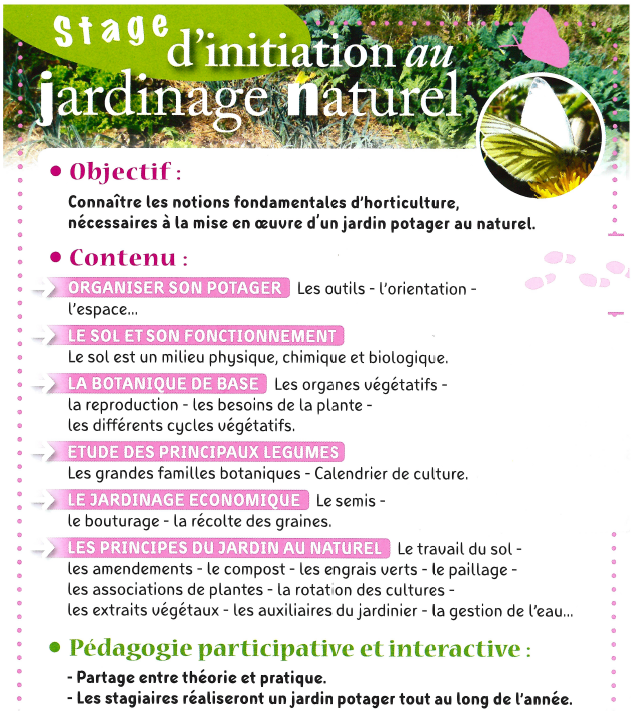 Stage
d'initiation au
jardinage naturel
• Objectif :
Connaître les notions fondamentales d'horticulture,
nécessaires à la mise en œuvre d'un jardin potager au naturel.
• Contenu :
ORGANISER SON POTAGER Les outils - l'orientation -
l'espace...
LE SOL ET SON FONCTIONNEMENT
Le sol est un milieu physique, chimique et biologique.
LA BOTANIQUE DE BASE Les organes végétatifs -
la reproduction - les besoins de la plante -
les différents cycles végétatifs.
ETUDE DES PRINCIPAUX LEGUMES
Les grandes familles botaniques - Calendrier de culture.
LE JARDINAGE ECONOMIQUE Le semis -
le bouturage - la récolte des graines.
LES PRINCIPES DU JARDIN AU NATUREL Le travail du sol -
les amendements - le compost - les engrais verts - le paillage -
les associations de plantes - la rotation des cultures -
les extraits végétaux - les auxiliaires du jardinier - la gestion de l'eau...
• Pédagogie participative et interactive :
- Partage entre théorie et pratique.
- Les stagiaires réaliseront un jardin potager tout au long de l'année.